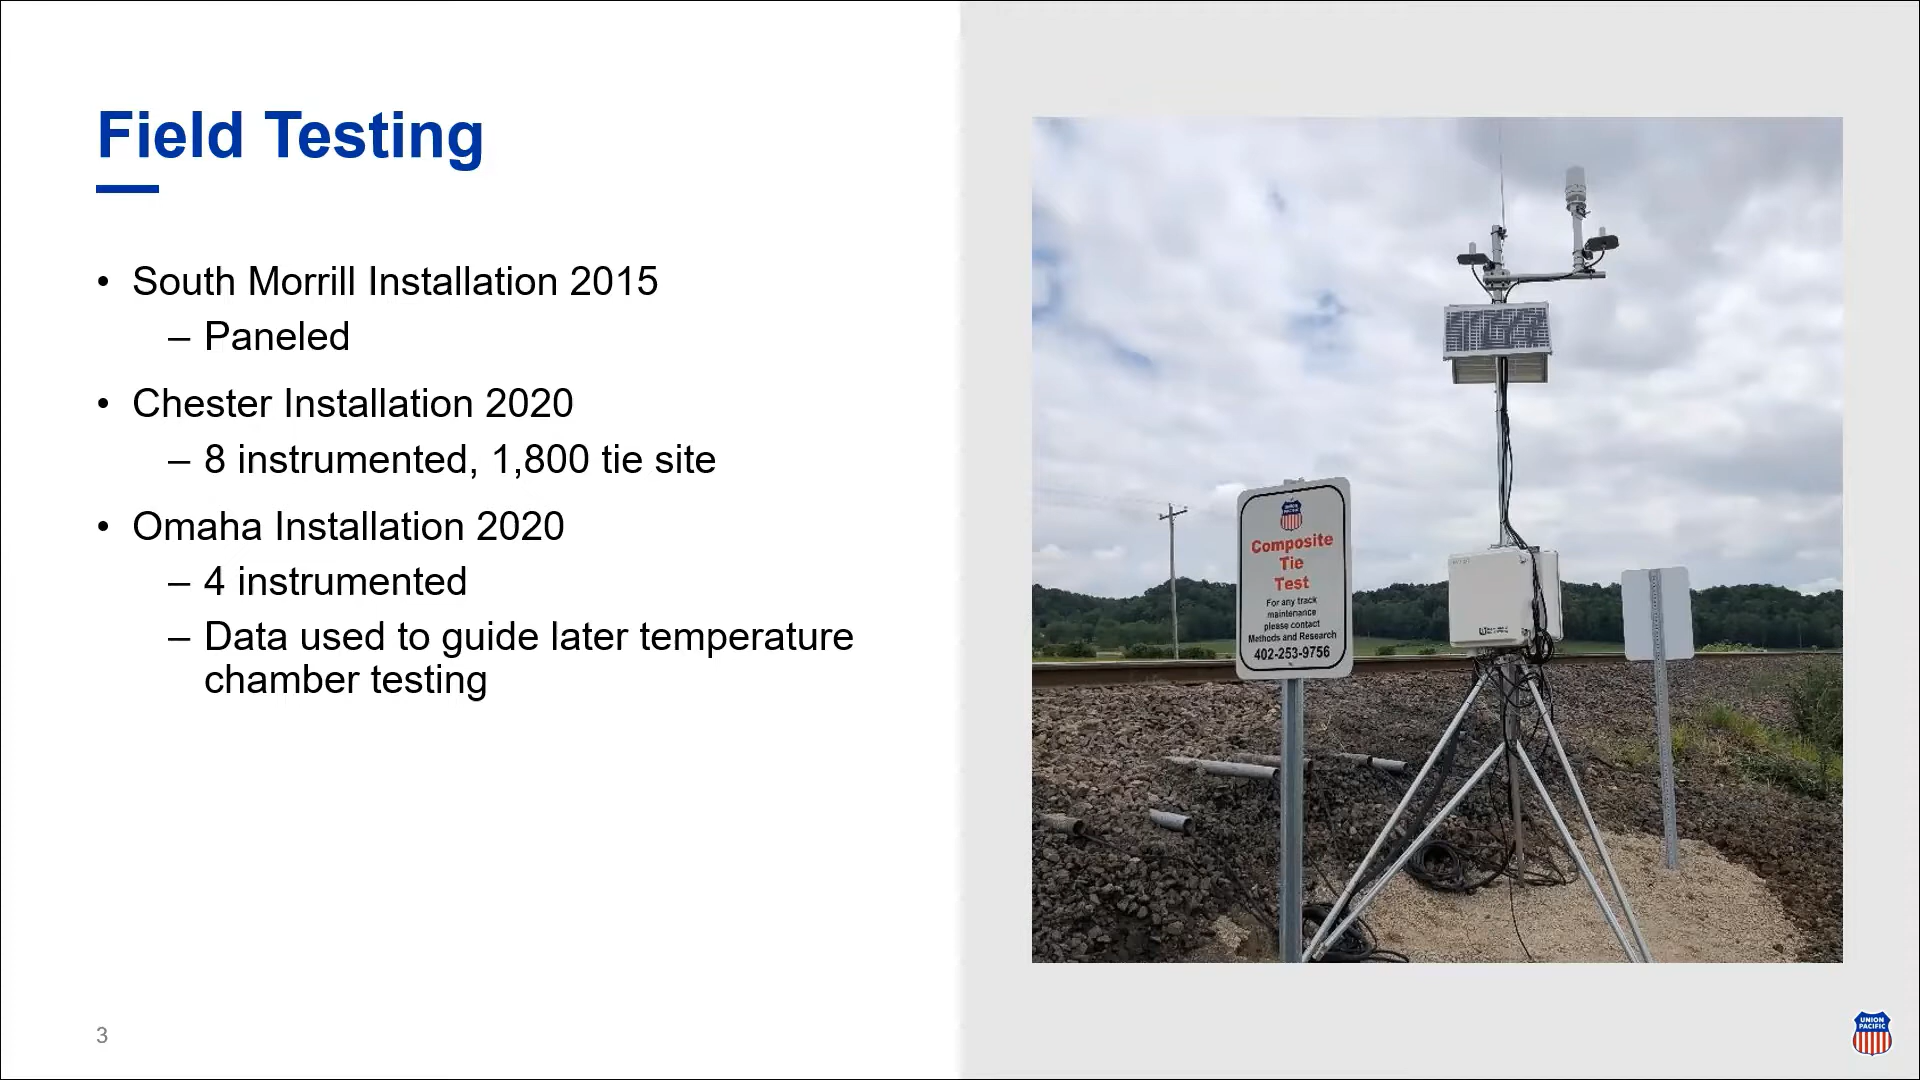 Field Testing
• South Morrill Installation 2015
– Paneled
• Chester Installation 2020
– 8 instrumented, 1,800 tie site
• Omaha Installation 2020
– 4 instrumented
– Data used to guide later temperature
chamber testing
UNION
PACIFIC
Composite
Tie
Test
For any track
maintenance
please contact
Methods and Research
402-253-9756
3
UNION
PACIFIC